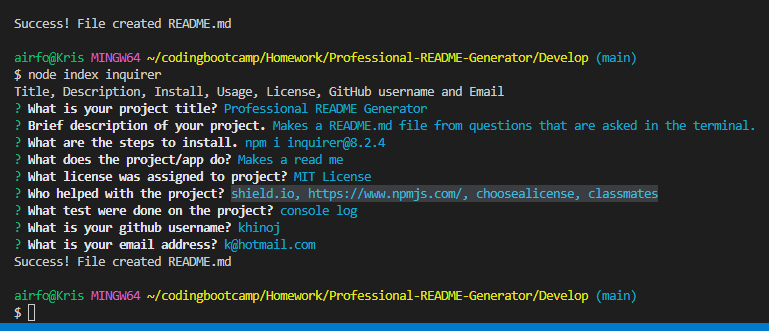 Success! File created README.md
airfo@Kris MINGW64 ~/codingbootcamp/Homework/Professional-README-Generator/Develop (main)
$ node index inquirer
Title, Description, Install, Usage, License, GitHub username and Email
? What is your project title? Professional README Generator
? Brief description of your project. Makes a README.md file from questions that are asked in the terminal.
? What are the steps to install. npm i inquirer@8.2.4
? What does the project/app do? Makes a read me
? What license was assigned to project? MIT License
? Who helped with the project? shield.io, https://www.npmjs.com/, choosealicense, classmates
? What test were done on the project? console log
? What is your github username? khinoj
? What is your email address? k@hotmail.com
Success! File created README.md
airfo@Kris MINGW64 ~/codingbootcamp/Homework/Professional-README-Generator/Develop (main)
$